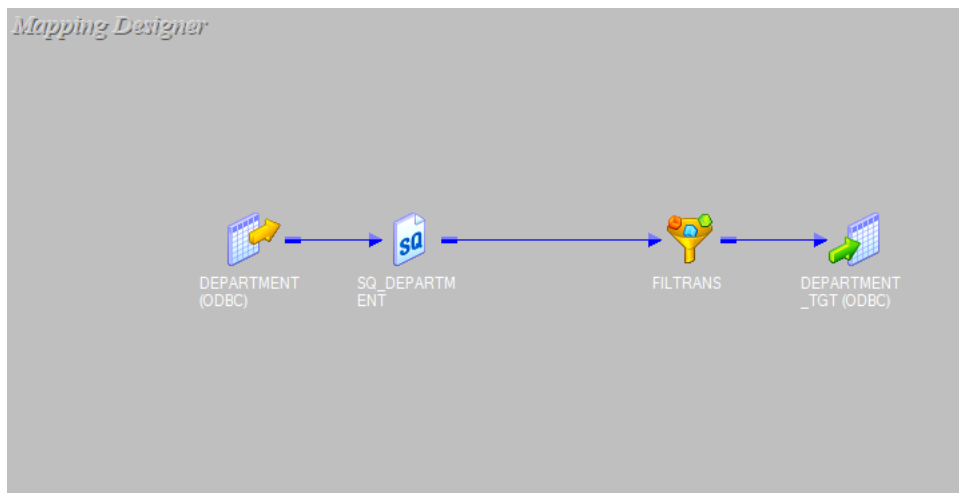 Mapping Designer
SQ
DEPARTMENT
(ODBC)
SQ_DEPARTM
ENT
FILTRANS
DEPARTMENT
_TGT (ODBC)